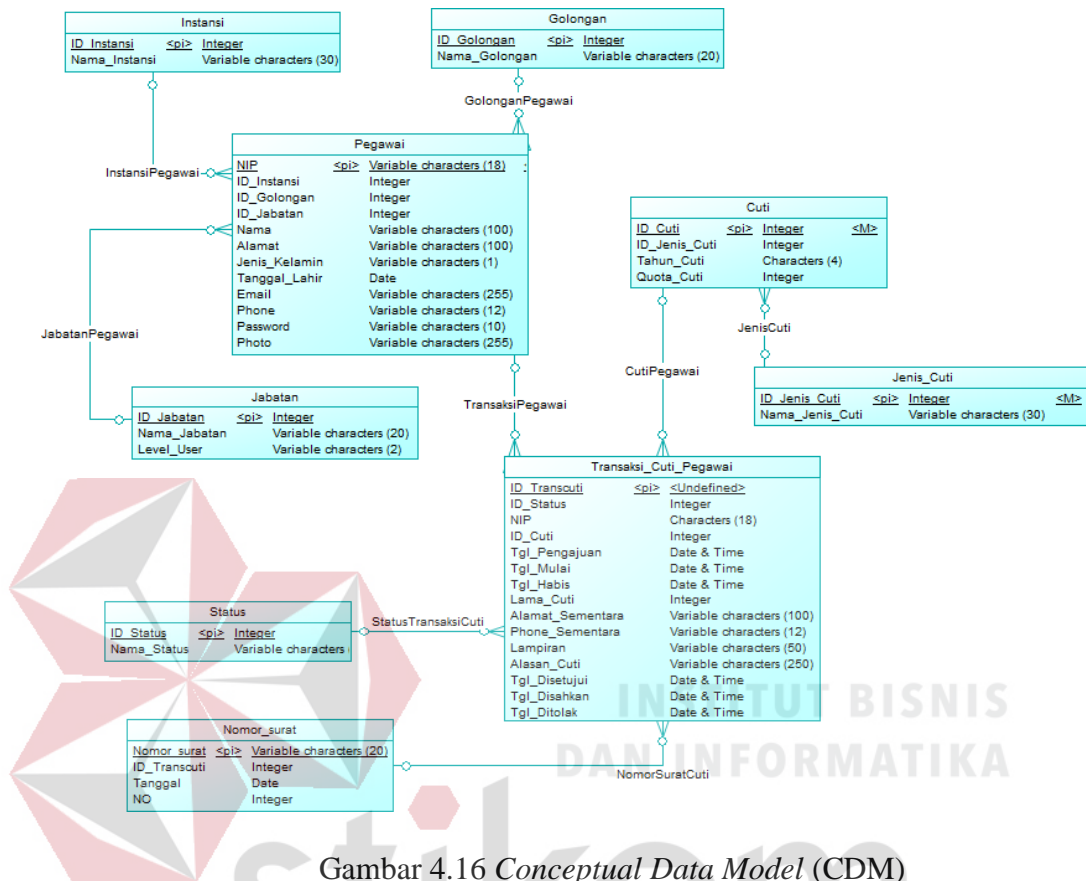 Instansi
ID_Instansi <pi> Integer
Nama_Instansi Variable characters (30)
Golongan
ID_Golongan <pi> Integer
Nama_Golongan Variable characters (20)
GolonganPegawai
InstansiPegawai
Pegawai
NIP <pi> Variable characters (18)
ID_Instansi Integer
ID_Golongan Integer
ID_Jabatan Integer
Nama Variable characters (100)
Alamat Variable characters (100)
Jenis_Kelamin Variable characters (1)
Tanggal_Lahir Date
Email Variable characters (255)
Phone Variable characters (12)
Password Variable characters (10)
Photo Variable characters (255)
Cuti
ID_Cuti <pi> Integer <M>
ID_Jenis_Cuti Integer
Tahun_Cuti Characters (4)
Quota_Cuti Integer
JabatanPegawai
JenisCuti
CutiPegawai
TransaksiPegawai
Jenis_Cuti
ID_Jenis_Cuti <pi> Integer <M>
Nama_Jenis_Cuti Variable characters (30)
Jabatan
ID_Jabatan <pi> Integer
Nama_Jabatan Variable characters (20)
Level_User Variable characters (2)
Transaksi_Cuti_Pegawai
ID_Transcuti <pi> <Undefined>
ID_Status Integer
NIP Characters (18)
ID_Cuti Integer
Tgl_Pengajuan Date & Time
Tgl_Mulai Date & Time
Tgl_Habis Date & Time
Lama_Cuti Integer
Alamat_Sementara Variable characters (100)
Phone_Sementara Variable characters (12)
Lampiran Variable characters (50)
Alasan_Cuti Variable characters (250)
Tgl_Disetujui Date & Time
Tgl_Disahkan Date & Time
Tgl_Ditolak Date & Time
Status
ID_Status <pi> Integer
Nama_Status Variable characters (
StatusTransaksiCuti
Nomor_surat
Nomor_surat <pi> Variable characters (20)
ID_Transcuti Integer
Tanggal Date
NO Integer
NomorSuratCuti
INSTITUT BISNIS
DAN INFORMATIKA
stikom
Gambar 4.16 Conceptual Data Model (CDM)